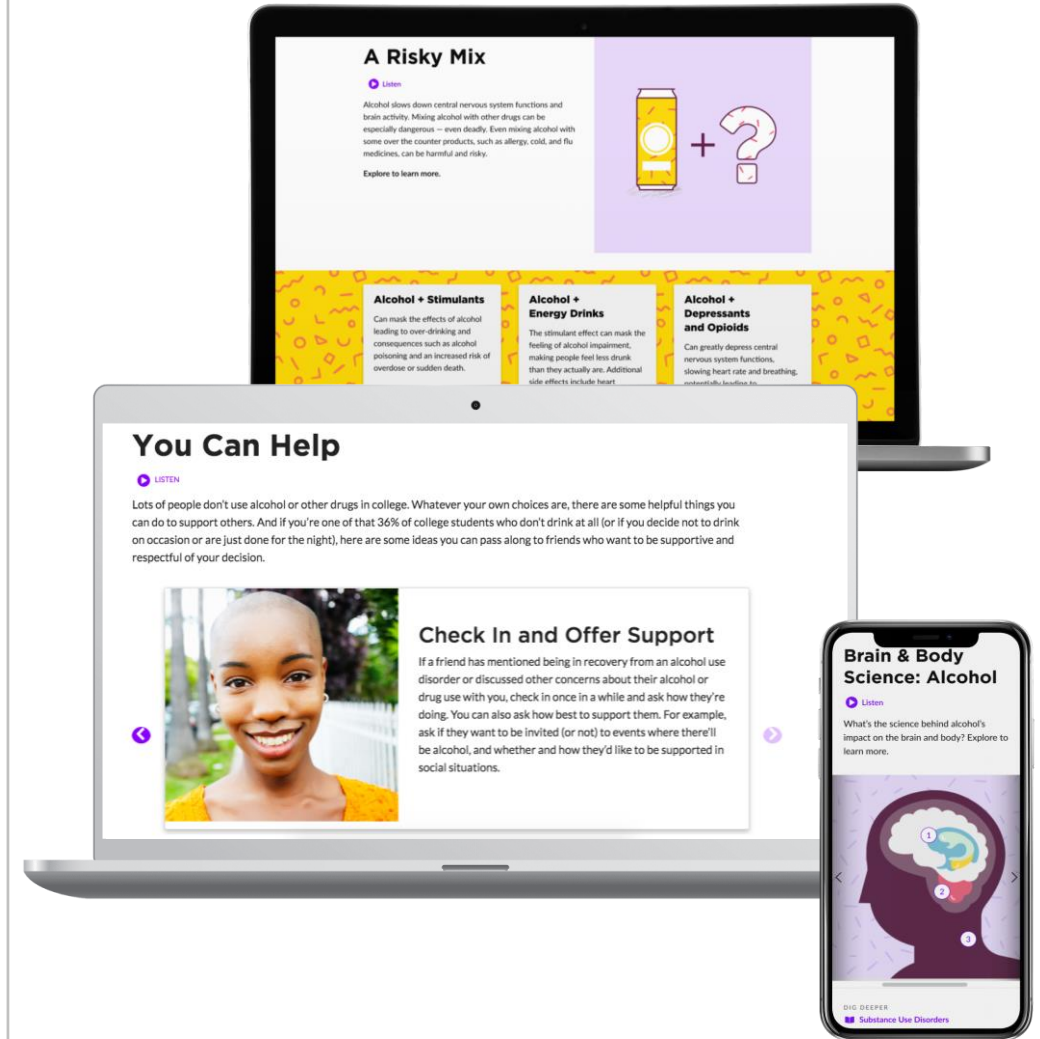 A Risky Mix
Listen
Alcohol slows down central nervous system functions and
brain activity. Mixing alcohol with other drugs can be
especially dangerous — even deadly. Even mixing alcohol with
some over the counter products, such as allergy, cold, and flu
medicines, can be harmful and risky.
Explore to learn more.
+ ?
Alcohol + Stimulants
Can mask the effects of alcohol
leading to over-drinking and
consequences such as alcohol
poisoning and an increased risk of
overdose or sudden death.
Alcohol +
Energy Drinks
The stimulant effect can mask the
feeling of alcohol impairment,
making people feel less drunk
than they actually are. Additional
side effects include heart
Alcohol +
Depressants
and Opioids
Can greatly depress central
nervous system functions,
slowing heart rate and breathing,
potentially leading to
You Can Help
LISTEN
Lots of people don't use alcohol or other drugs in college. Whatever your own choices are, there are some helpful things you
can do to support others. And if you're one of that 36% of college students who don't drink at all (or if you decide not to drink
on occasion or are just done for the night), here are some ideas you can pass along to friends who want to be supportive and
respectful of your decision.
Check In and Offer Support
If a friend has mentioned being in recovery from an alcohol use
disorder or discussed other concerns about their alcohol or
drug use with you, check in once in a while and ask how they're
doing. You can also ask how best to support them. For example,
ask if they want to be invited (or not) to events where there'll
be alcohol, and whether and how they'd like to be supported in
social situations.
Brain & Body
Science: Alcohol
Listen
What's the science behind alcohol's
impact on the brain and body? Explore to
learn more.
1
2
3
DIG DEEPER
Substance Use Disorders